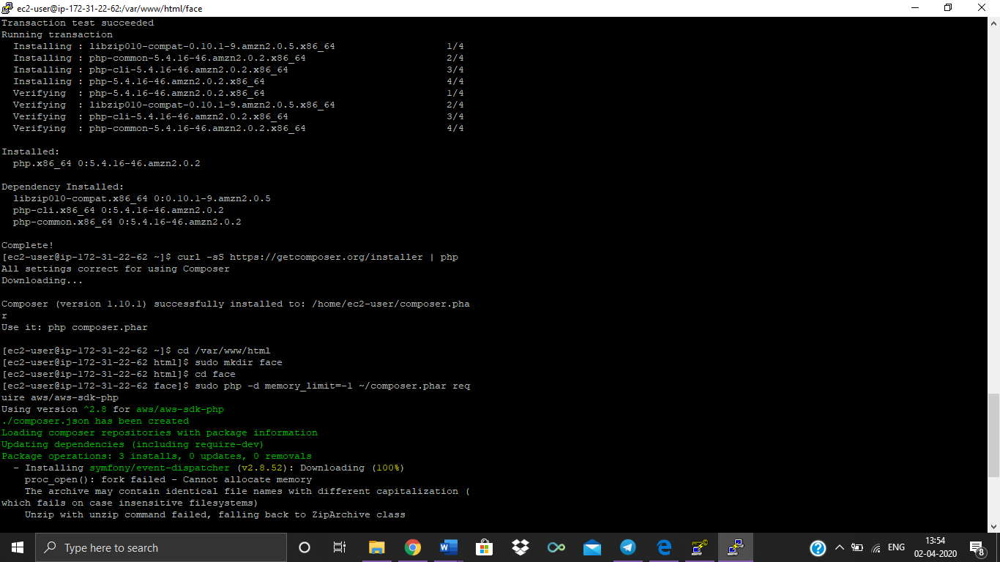 ec2-user@ip-172-31-22-62:/var/www/html/face
Transaction test succeeded
Running transaction
  Installing : libzip010-compat-0.10.1-9.amzn2.0.5.x86_64                   1/4
  Installing : php-common-5.4.16-46.amzn2.0.2.x86_64                        2/4
  Installing : php-cli-5.4.16-46.amzn2.0.2.x86_64                           3/4
  Installing : php-5.4.16-46.amzn2.0.2.x86_64                               4/4
  Verifying  : php-5.4.16-46.amzn2.0.2.x86_64                               1/4
  Verifying  : libzip010-compat-0.10.1-9.amzn2.0.5.x86_64                   2/4
  Verifying  : php-cli-5.4.16-46.amzn2.0.2.x86_64                           3/4
  Verifying  : php-common-5.4.16-46.amzn2.0.2.x86_64                        4/4
Installed:
  php.x86_64 0:5.4.16-46.amzn2.0.2
Dependency Installed:
  libzip010-compat.x86_64 0:0.10.1-9.amzn2.0.5
  php-cli.x86_64 0:5.4.16-46.amzn2.0.2
  php-common.x86_64 0:5.4.16-46.amzn2.0.2
Complete!
[ec2-user@ip-172-31-22-62 ~]$ curl -sS https://getcomposer.org/installer | php
All settings correct for using Composer
Downloading...
Composer (version 1.10.1) successfully installed to: /home/ec2-user/composer.pha
r
Use it: php composer.phar
[ec2-user@ip-172-31-22-62 ~]$ cd /var/www/html
[ec2-user@ip-172-31-22-62 html]$ sudo mkdir face
[ec2-user@ip-172-31-22-62 html]$ cd face
[ec2-user@ip-172-31-22-62 face]$ sudo php -d memory_limit=-1 ~/composer.phar req
uire aws/aws-sdk-php
Using version ^2.8 for aws/aws-sdk-php
./composer.json has been created
Loading composer repositories with package information
Updating dependencies (including require-dev)
Package operations: 3 installs, 0 updates, 0 removals
  - Installing symfony/event-dispatcher (v2.8.52): Downloading (100%)
    proc_open(): fork failed - Cannot allocate memory
    The archive may contain identical file names with different capitalization (
which fails on case insensitive filesystems)
    Unzip with unzip command failed, falling back to ZipArchive class
Type here to search
W
ENG
13:54
02-04-2020
8